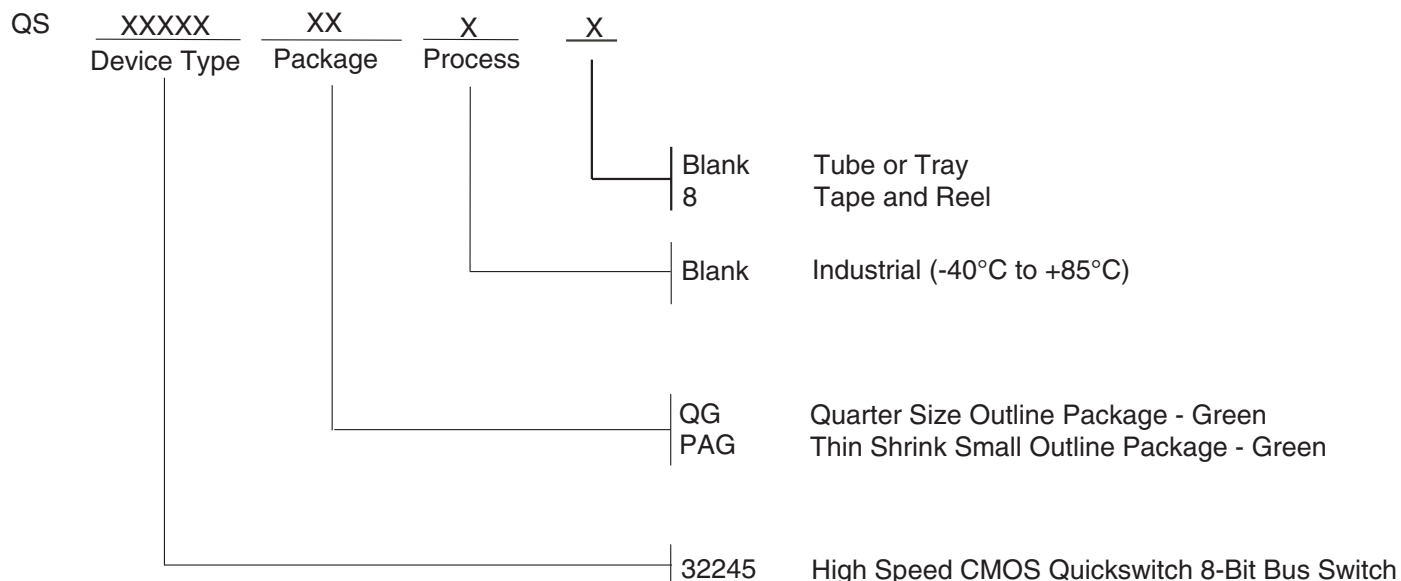 QS XXXXX XX X X
Device Type Package Process
Blank Tube or Tray
8 Tape and Reel
Blank Industrial (-40°C to +85°C)
QG Quarter Size Outline Package - Green
PAG Thin Shrink Small Outline Package - Green
32245 High Speed CMOS Quickswitch 8-Bit Bus Switch